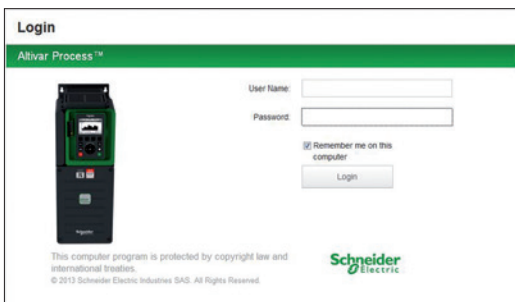 Login
Altivar Process™
User Name:
Password:
Remember me on this
computer
Login
This computer program is protected by copyright law and
international treaties.
© 2013 Schneider Electric Industries SAS. All Rights Reserved.
Schneider
Electric